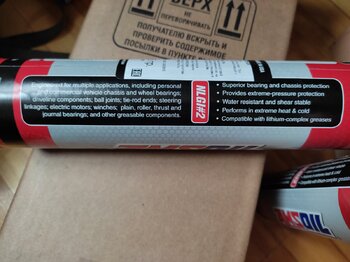 ВЕРХ
НЕ ПЕРЕВОРАЧИВАТЬ
ПОЛУЧАТЕЛЮ ВСКРЫТЬ И
ПРОВЕРИТЬ СОДЕРЖИМОЕ
ПОСЫЛКИ В ПУНКТЕ
Engineered for multiple applications, including personal
and commercial vehicle chassis and wheel bearings;
driveline components; ball joints; tie-rod ends; steering
linkages; electric motors; winches; plain, roller, thrust and
journal bearings; and other greaseable components.
NLGI#2
• Superior bearing and chassis protection
• Provides extreme-pressure protection
• Water resistant and shear stable
• Performs in extreme heat & cold
• Compatible with lithium-complex greases
AMSOIL